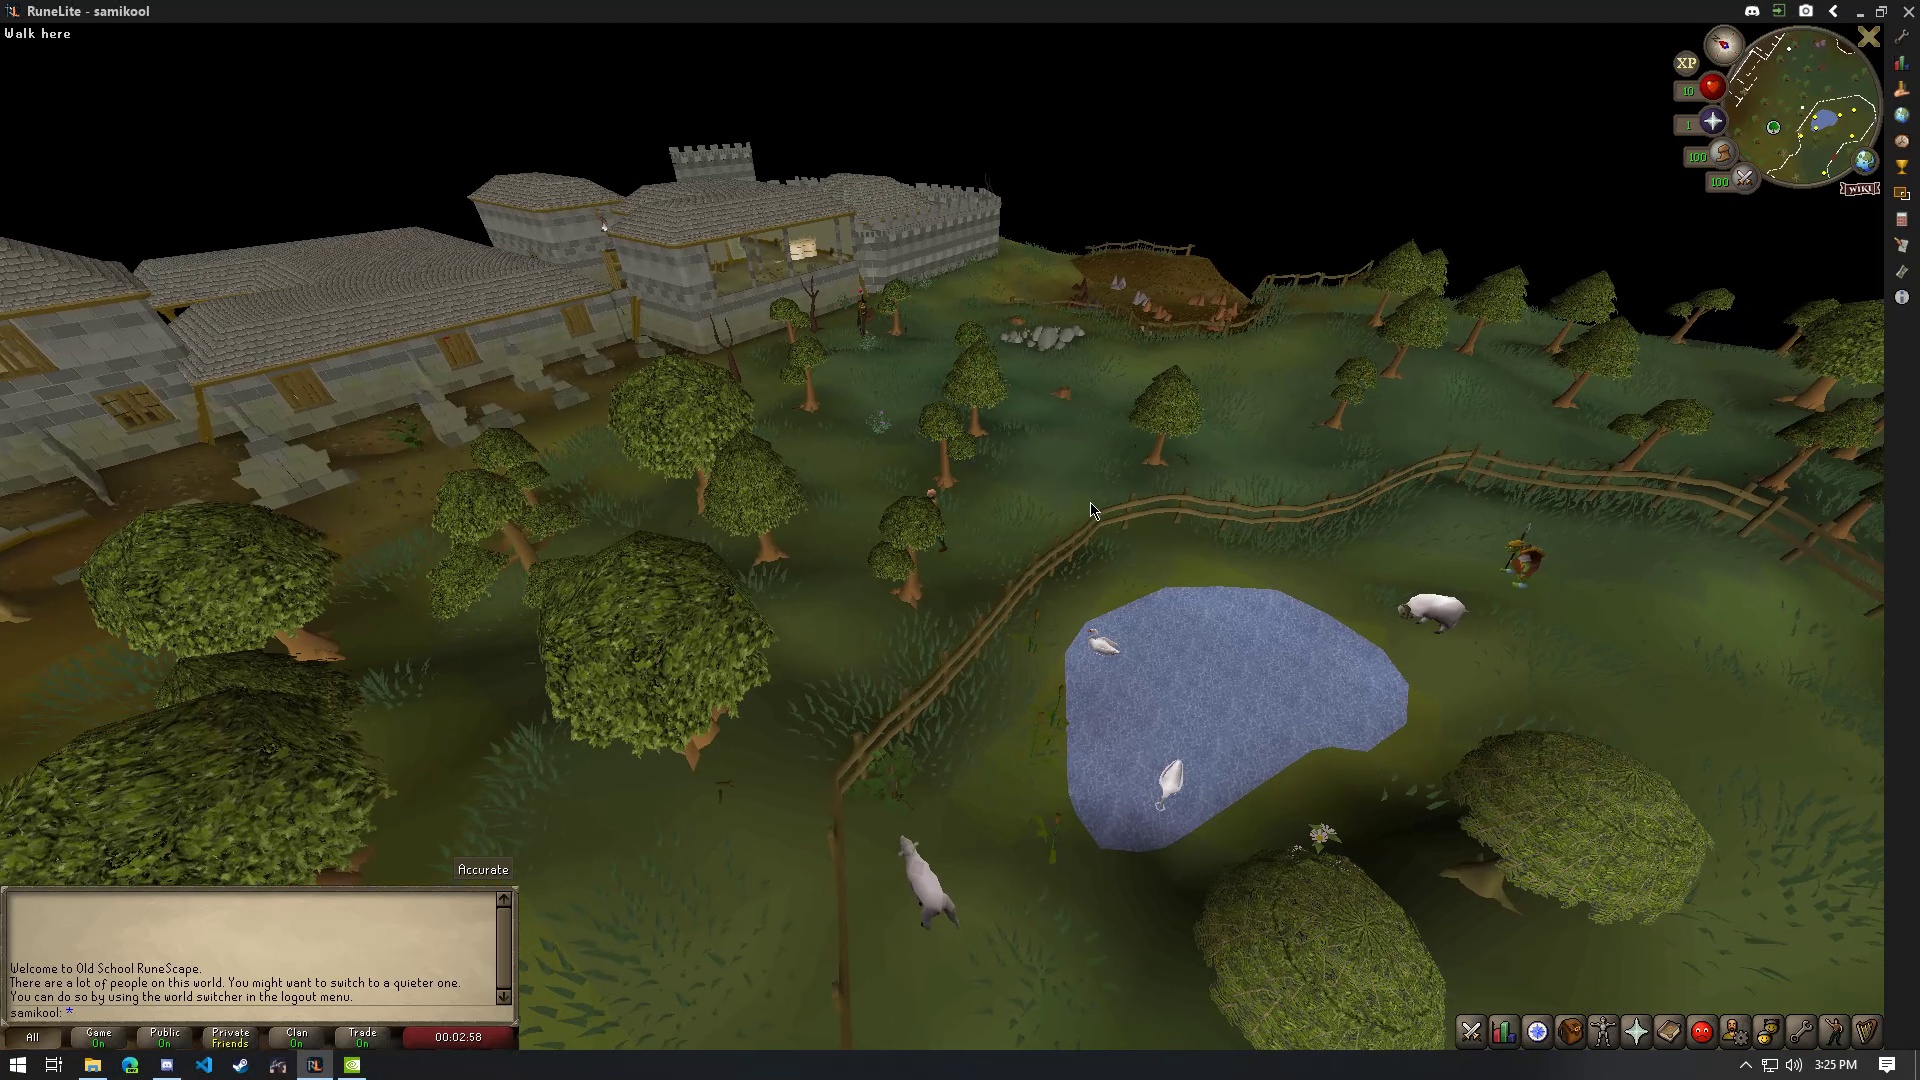 RuneLite - samikool
Walk here
XP
10
1
100
100
WIKI
Accurate
Welcome to Old School RuneScape.
There are a lot of people on this world. You might want to switch to a quieter one.
You can do so by using the world switcher in the logout menu.
samikool: *
All
Game
On
Public
On
Private
Friends
Clan
On
Trade
On
00:02:58
3:25 PM